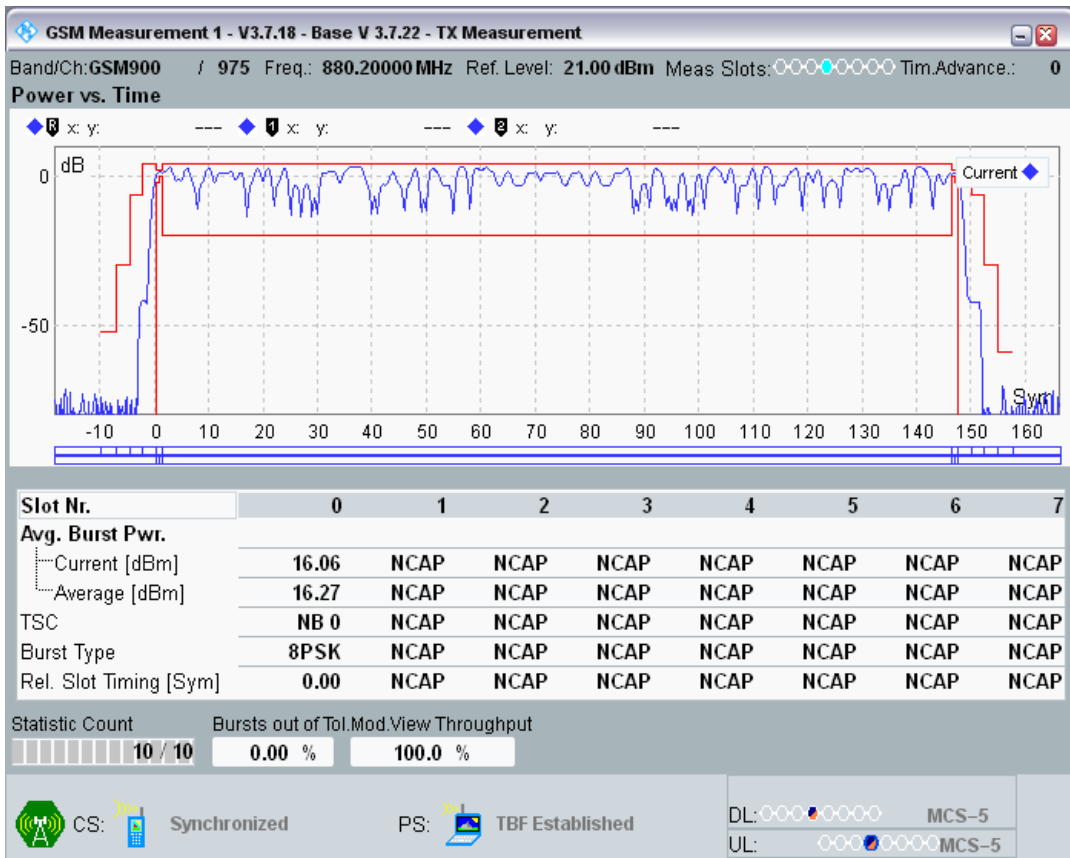 GSM Measurement 1 - V3.7.18 - Base V 3.7.22 - TX Measurement
Band/Ch:GSM900 / 975 Freq.: 880.20000 MHz Ref. Level: 21.00 dBm Meas Slots: Tim.Advance.: 0
Power vs. Time
R x: y: --- 1 x: y: --- 2 x: y: ---
dB
0
Current
-50
Sym
-10 0 10 20 30 40 50 60 70 80 90 100 110 120 130 140 150 160
Slot Nr. 0 1 2 3 4 5 6 7
Avg. Burst Pwr.
Current [dBm] 16.06 NCAP NCAP NCAP NCAP NCAP NCAP NCAP
Average [dBm] 16.27 NCAP NCAP NCAP NCAP NCAP NCAP NCAP
TSC NB 0 NCAP NCAP NCAP NCAP NCAP NCAP NCAP
Burst Type 8PSK NCAP NCAP NCAP NCAP NCAP NCAP NCAP
Rel. Slot Timing [Sym] 0.00 NCAP NCAP NCAP NCAP NCAP NCAP NCAP
Statistic Count Bursts out of Tol.Mod.View Throughput
10 / 10 0.00 % 100.0 %
CS: Synchronized PS: TBF Established
DL: MCS-5
UL: MCS-5